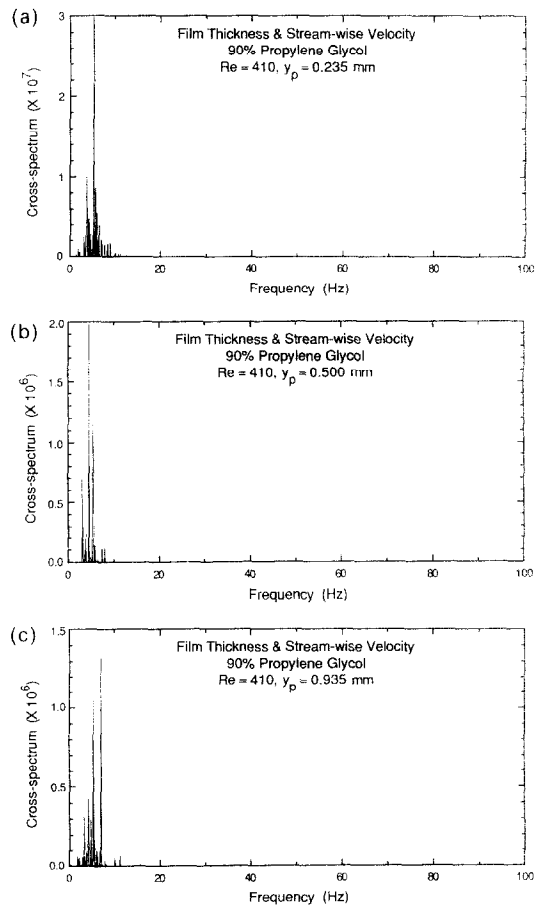 (a)
Film Thickness & Stream-wise Velocity
90% Propylene Glycol
Re = 410, yp = 0.235 mm
Cross-spectrum (X 10^7)
3
2
1
0
0 20 40 60 80 100
Frequency (Hz)
(b)
Film Thickness & Stream-wise Velocity
90% Propylene Glycol
Re = 410, yp = 0.500 mm
Cross-spectrum (X 10^6)
2.0
1.5
1.0
0.5
0.0
0 20 40 60 80 100
Frequency (Hz)
(c)
Film Thickness & Stream-wise Velocity
90% Propylene Glycol
Re = 410, yp = 0.935 mm
Cross-spectrum (X 10^6)
1.5
1.0
0.5
0.0
0 20 40 60 80 100
Frequency (Hz)